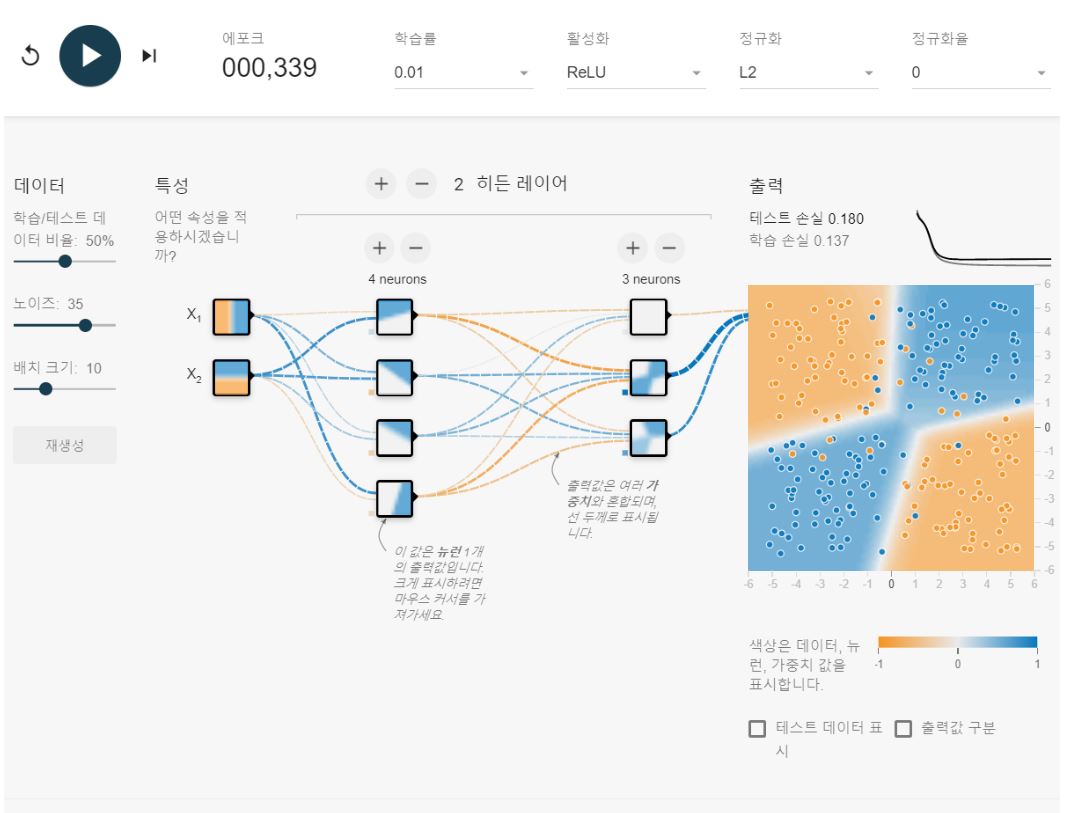 에포크
000,339
학습률
0.01
활성화
ReLU
정규화
L2
정규화율
0
데이터
학습/테스트 데
이터 비율: 50%
노이즈: 35
배치 크기: 10
재생성
특성
어떤 속성을 적
용하시겠습니
까?
X1
X2
+ − 2 히든 레이어
+ −
4 neurons
+ −
3 neurons
이 값은 뉴런 1개
의 출력값입니다.
크게 표시하려면
마우스 커서를 가
져가세요.
출력값은 여러 가
중치와 혼합되며,
선 두께로 표시됩
니다.
출력
테스트 손실 0.180
학습 손실 0.137
6
5
4
3
2
1
0
-1
-2
-3
-4
-5
-6
-6 -5 -4 -3 -2 -1 0 1 2 3 4 5 6
색상은 데이터, 뉴
런, 가중치 값을
표시합니다.
-1 0 1
테스트 데이터 표
시
출력값 구분